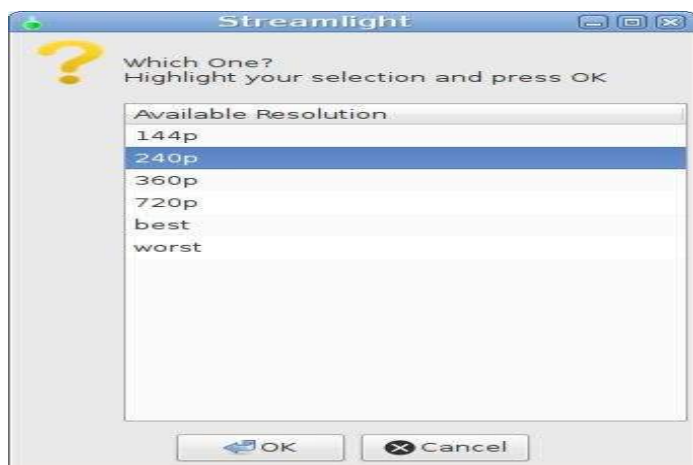 Streamlight
Which One?
Highlight your selection and press OK
Available Resolution
144p
240p
360p
720p
best
worst
OK
Cancel